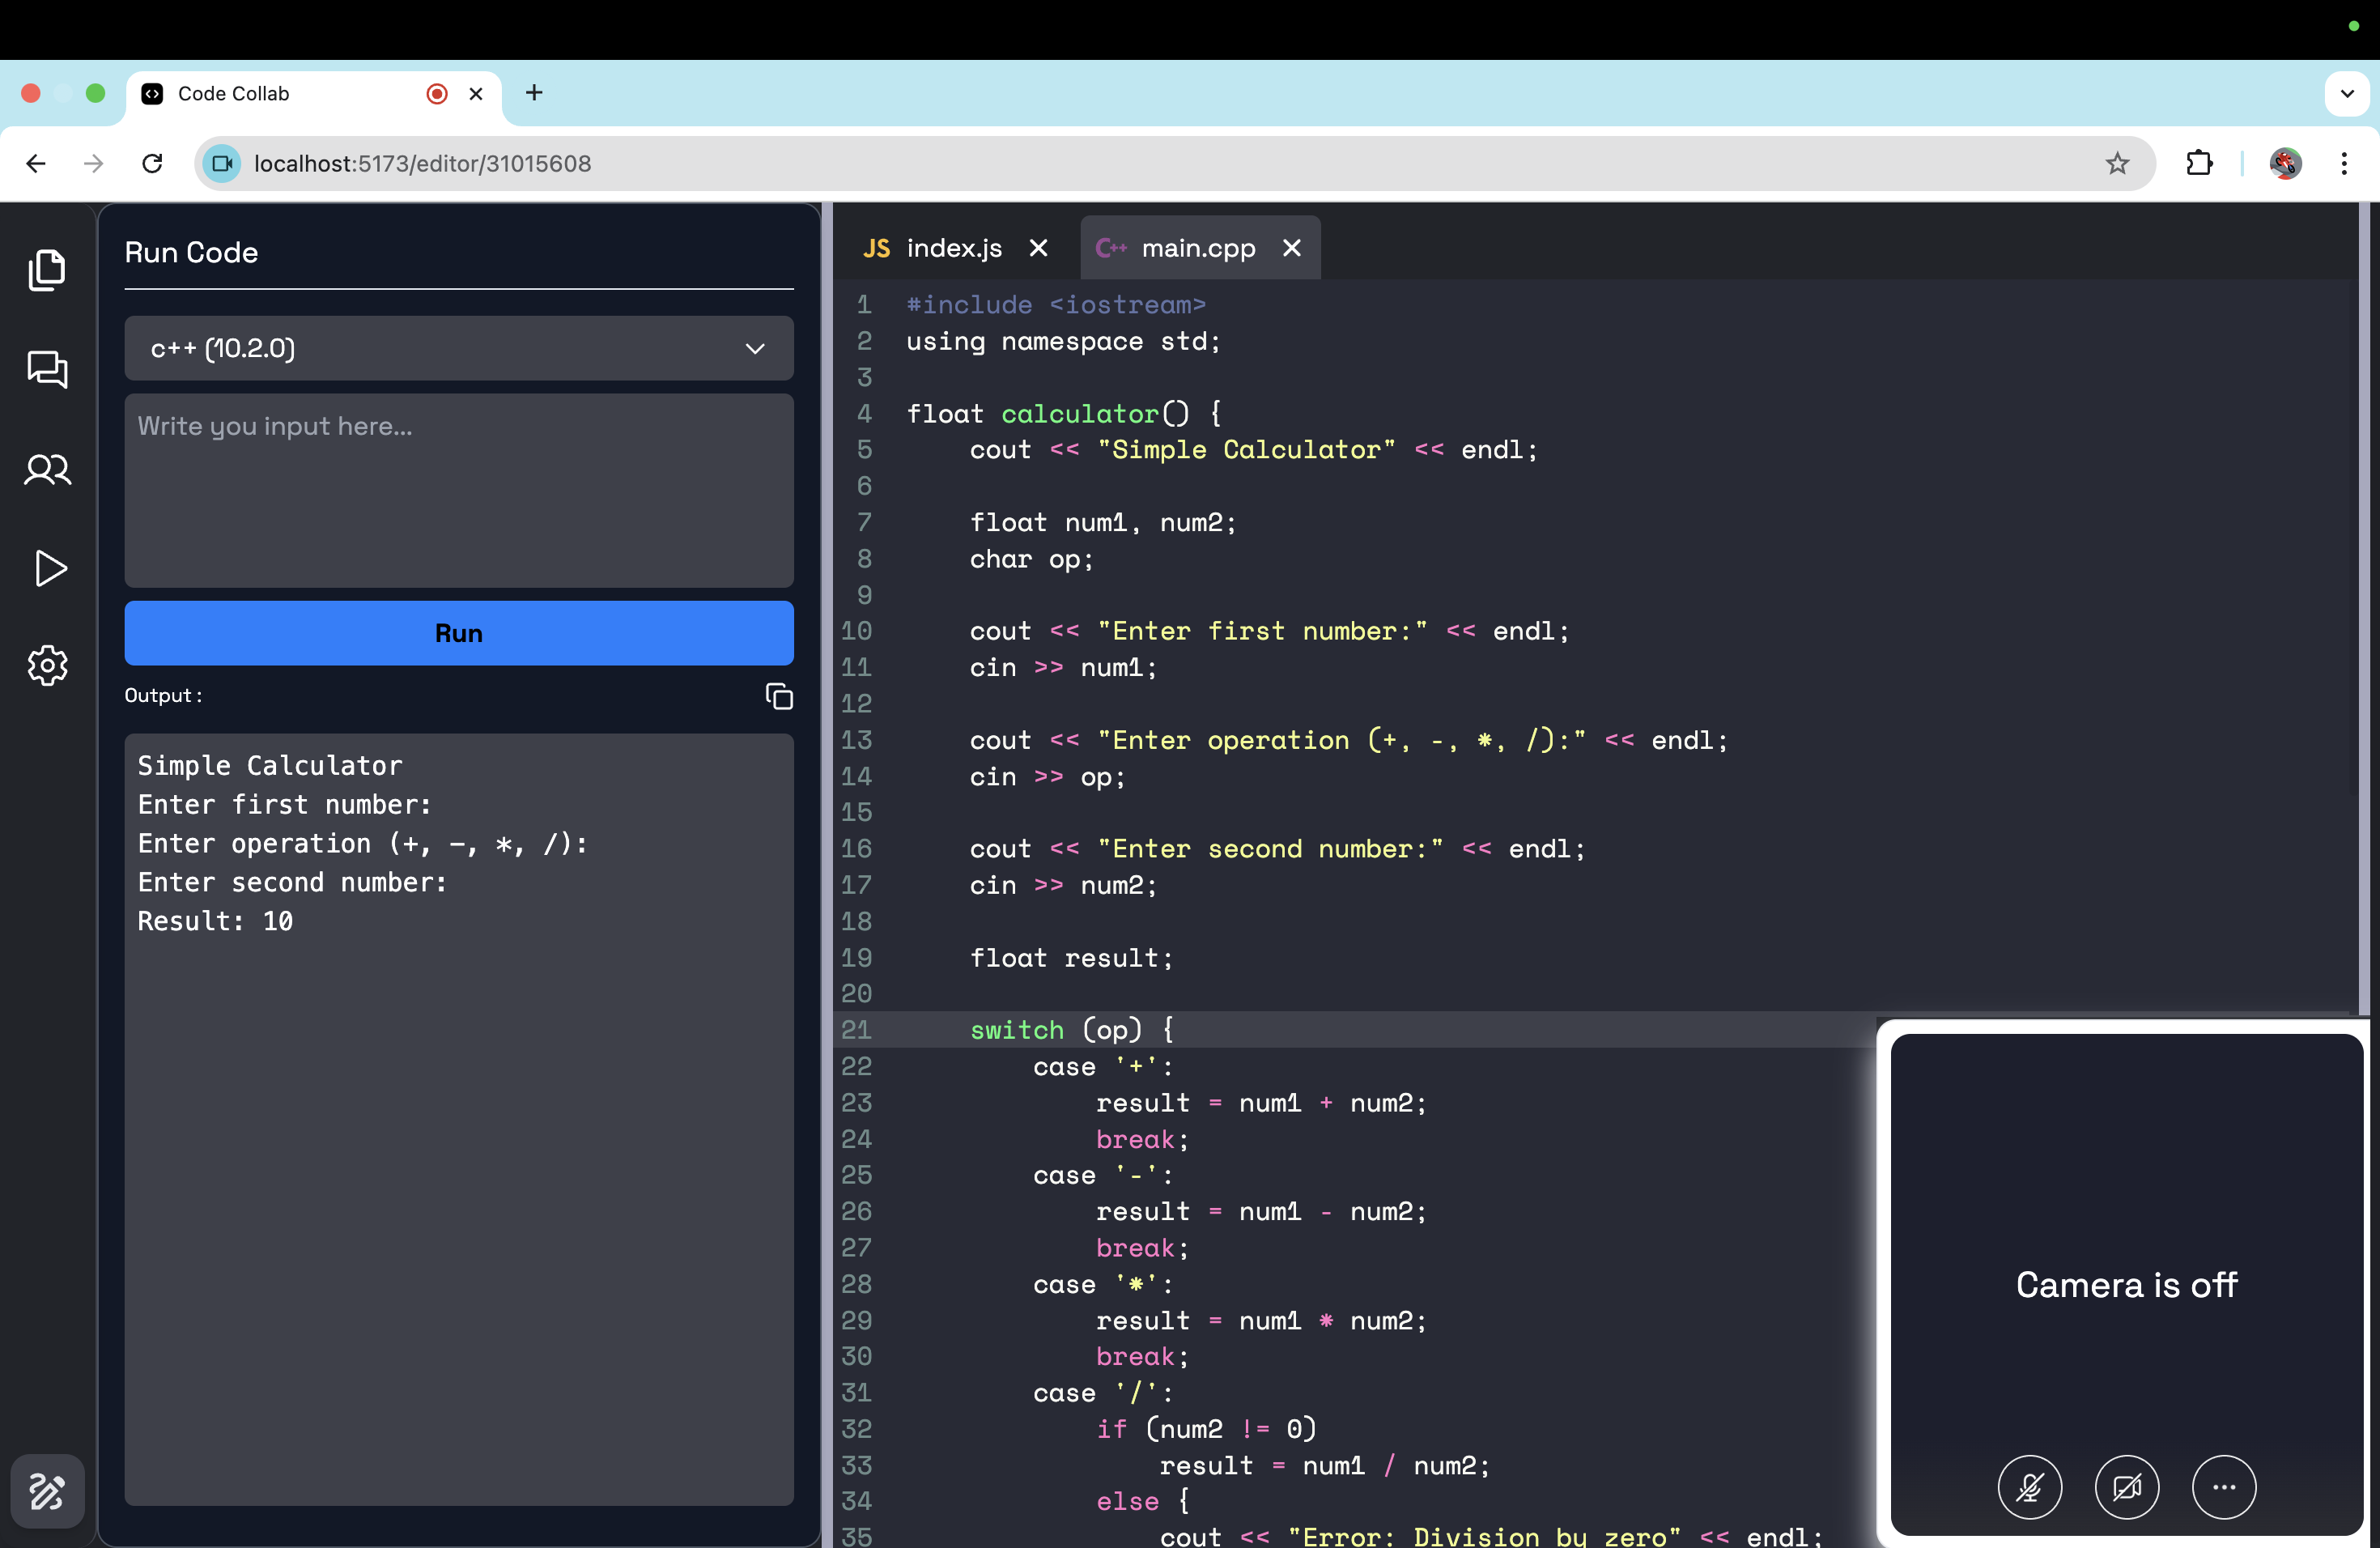 Code Collab
localhost:5173/editor/31015608
Run Code
c++ (10.2.0)
Write you input here...
Run
Output :
Simple Calculator
Enter first number:
Enter operation (+, -, *, /):
Enter second number:
Result: 10
JS index.js
C++ main.cpp
1 #include <iostream>
2 using namespace std;
3
4 float calculator() {
5 cout << "Simple Calculator" << endl;
6
7 float num1, num2;
8 char op;
9
10 cout << "Enter first number:" << endl;
11 cin >> num1;
12
13 cout << "Enter operation (+, -, *, /):" << endl;
14 cin >> op;
15
16 cout << "Enter second number:" << endl;
17 cin >> num2;
18
19 float result;
20
21 switch (op) {
22 case '+':
23 result = num1 + num2;
24 break;
25 case '-':
26 result = num1 - num2;
27 break;
28 case '*':
29 result = num1 * num2;
30 break;
31 case '/':
32 if (num2 != 0)
33 result = num1 / num2;
34 else {
35 cout << "Error: Division by zero" << endl;
Camera is off